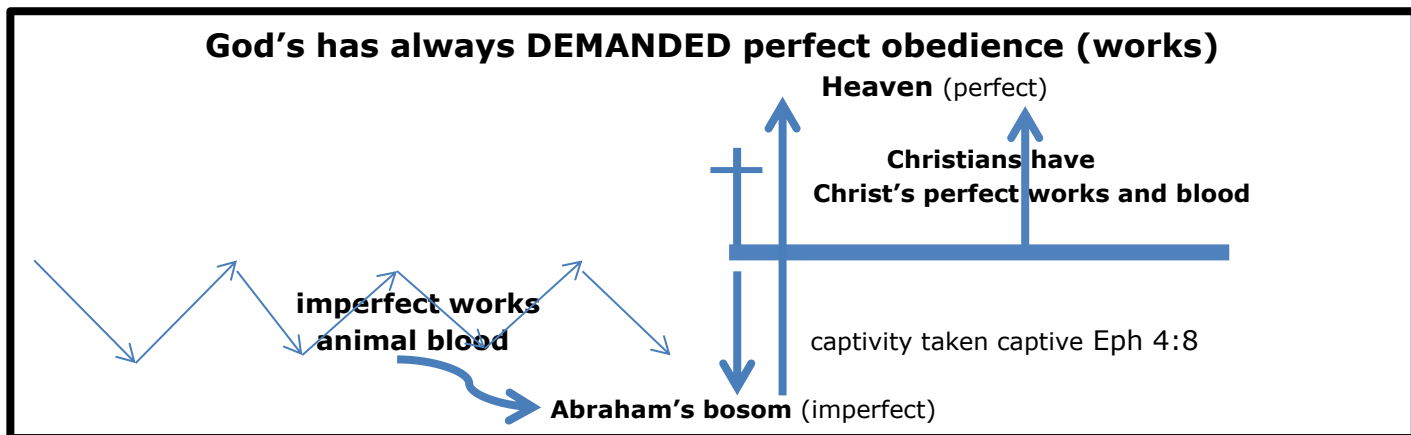 God’s has always DEMANDED perfect obedience (works)
Heaven (perfect)
Christians have
Christ’s perfect works and blood
imperfect works
animal blood
captivity taken captive Eph 4:8
Abraham’s bosom (imperfect)